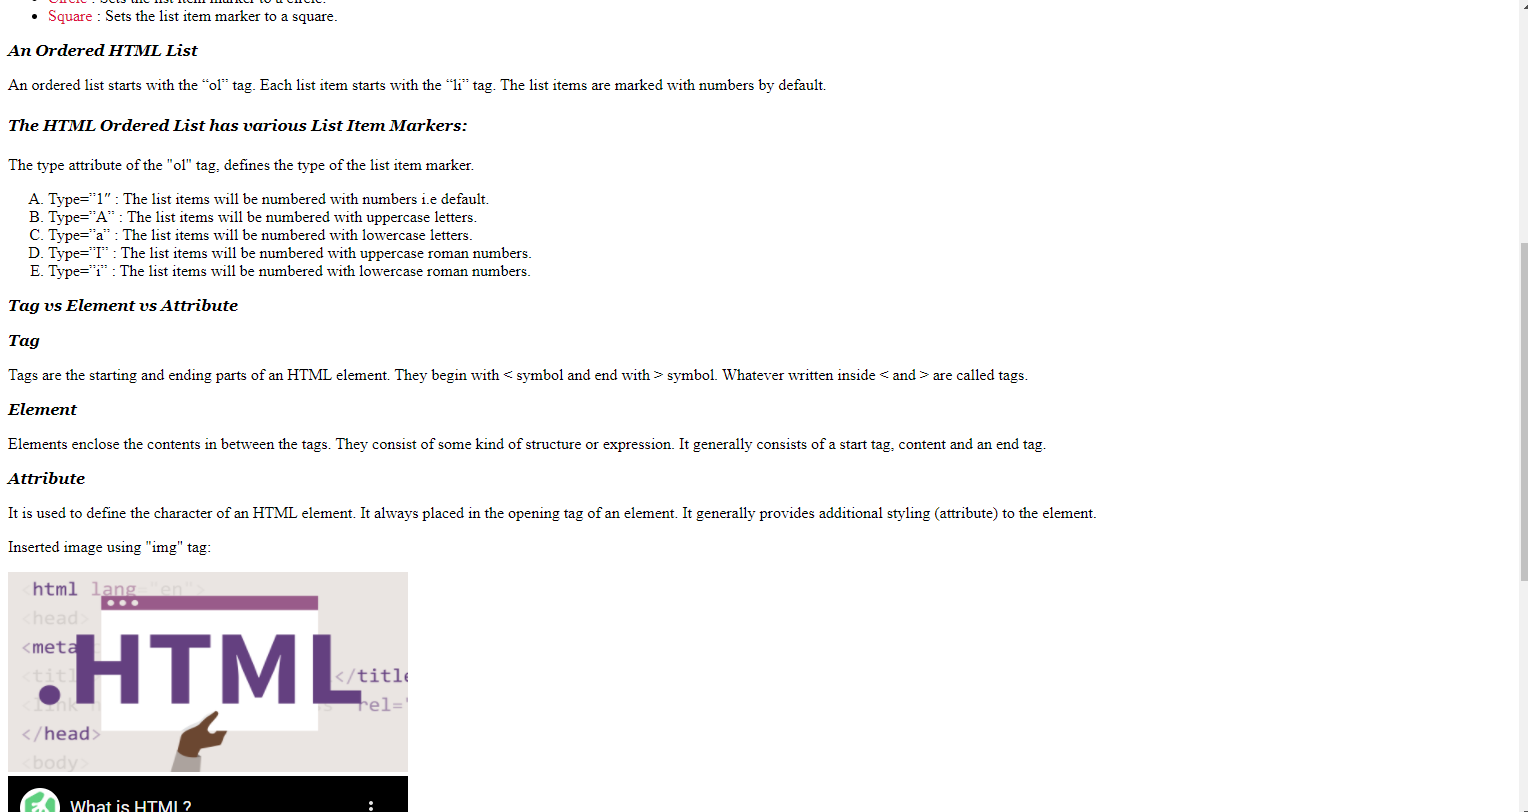 Circle : Sets the list item marker to a circle.
• Square : Sets the list item marker to a square.
An Ordered HTML List
An ordered list starts with the “ol” tag. Each list item starts with the “li” tag. The list items are marked with numbers by default.
The HTML Ordered List has various List Item Markers:
The type attribute of the "ol" tag, defines the type of the list item marker.
A. Type=”1″ : The list items will be numbered with numbers i.e default.
B. Type=”A” : The list items will be numbered with uppercase letters.
C. Type=”a” : The list items will be numbered with lowercase letters.
D. Type=”I” : The list items will be numbered with uppercase roman numbers.
E. Type=”i” : The list items will be numbered with lowercase roman numbers.
Tag vs Element vs Attribute
Tag
Tags are the starting and ending parts of an HTML element. They begin with < symbol and end with > symbol. Whatever written inside < and > are called tags.
Element
Elements enclose the contents in between the tags. They consist of some kind of structure or expression. It generally consists of a start tag, content and an end tag.
Attribute
It is used to define the character of an HTML element. It always placed in the opening tag of an element. It generally provides additional styling (attribute) to the element.
Inserted image using "img" tag:
<html lang="en">
<head>
<meta
<titl </title
.HTML
<link rel="
</head>
<body>
What is HTML?